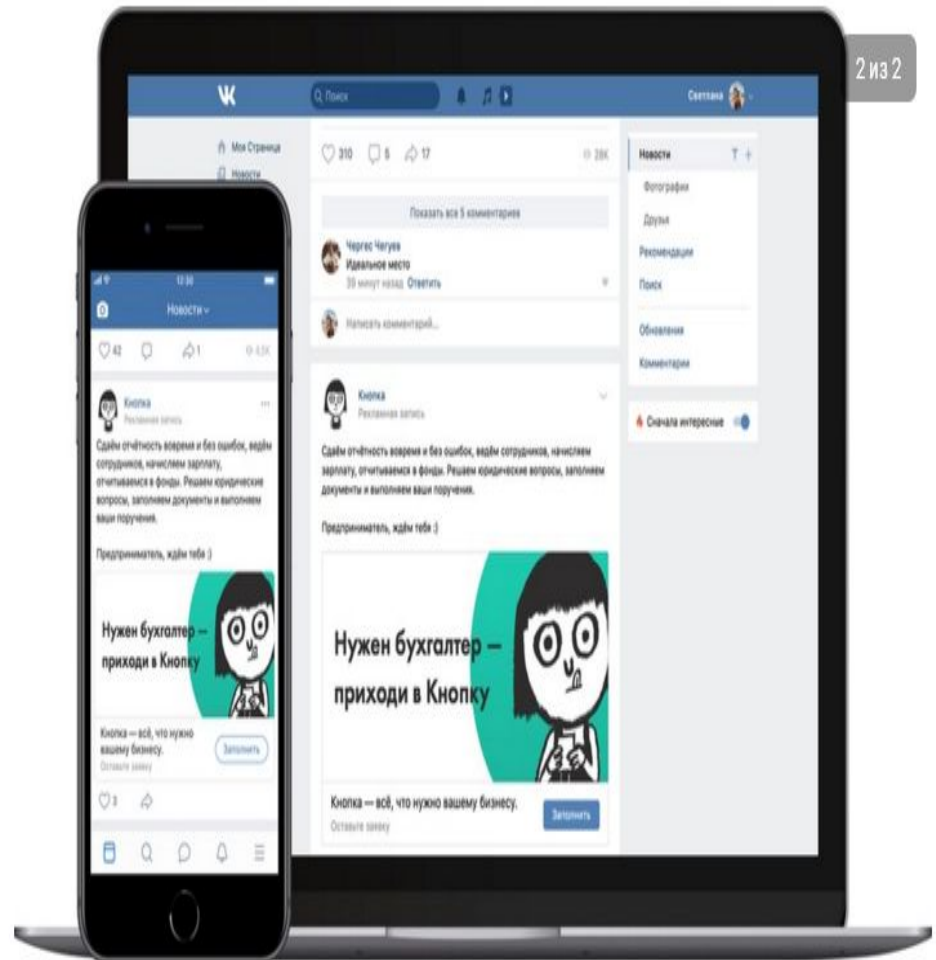 2 из 2
VK
Поиск
Светлана
Моя Страница
Новости
310 5 17 28K
Показать все 5 комментариев
Чергес Чегуев
Идеальное место
39 минут назад Ответить
Написать комментарий...
Кнопка
Рекламная запись
Сдаём отчётность вовремя и без ошибок, ведём сотрудников, начисляем
зарплату, отчитываемся в фонды. Решаем юридические вопросы, заполняем
документы и выполняем ваши поручения.
Предприниматель, ждём тебя :)
Нужен бухгалтер —
приходи в Кнопку
Кнопка — всё, что нужно вашему бизнесу.
Оставьте заявку
Заполнить
Новости
Фотографии
Друзья
Рекомендации
Поиск
Обновления
Комментарии
Сначала интересные
12:30
Новости
42 1 4,5K
Кнопка
Рекламная запись
Сдаём отчётность вовремя и без ошибок, ведём
сотрудников, начисляем зарплату,
отчитываемся в фонды. Решаем юридические
вопросы, заполняем документы и выполняем
ваши поручения.
Предприниматель, ждём тебя :)
Нужен бухгалтер —
приходи в Кнопку
Кнопка — всё, что нужно
вашему бизнесу.
Оставьте заявку
Заполнить
3